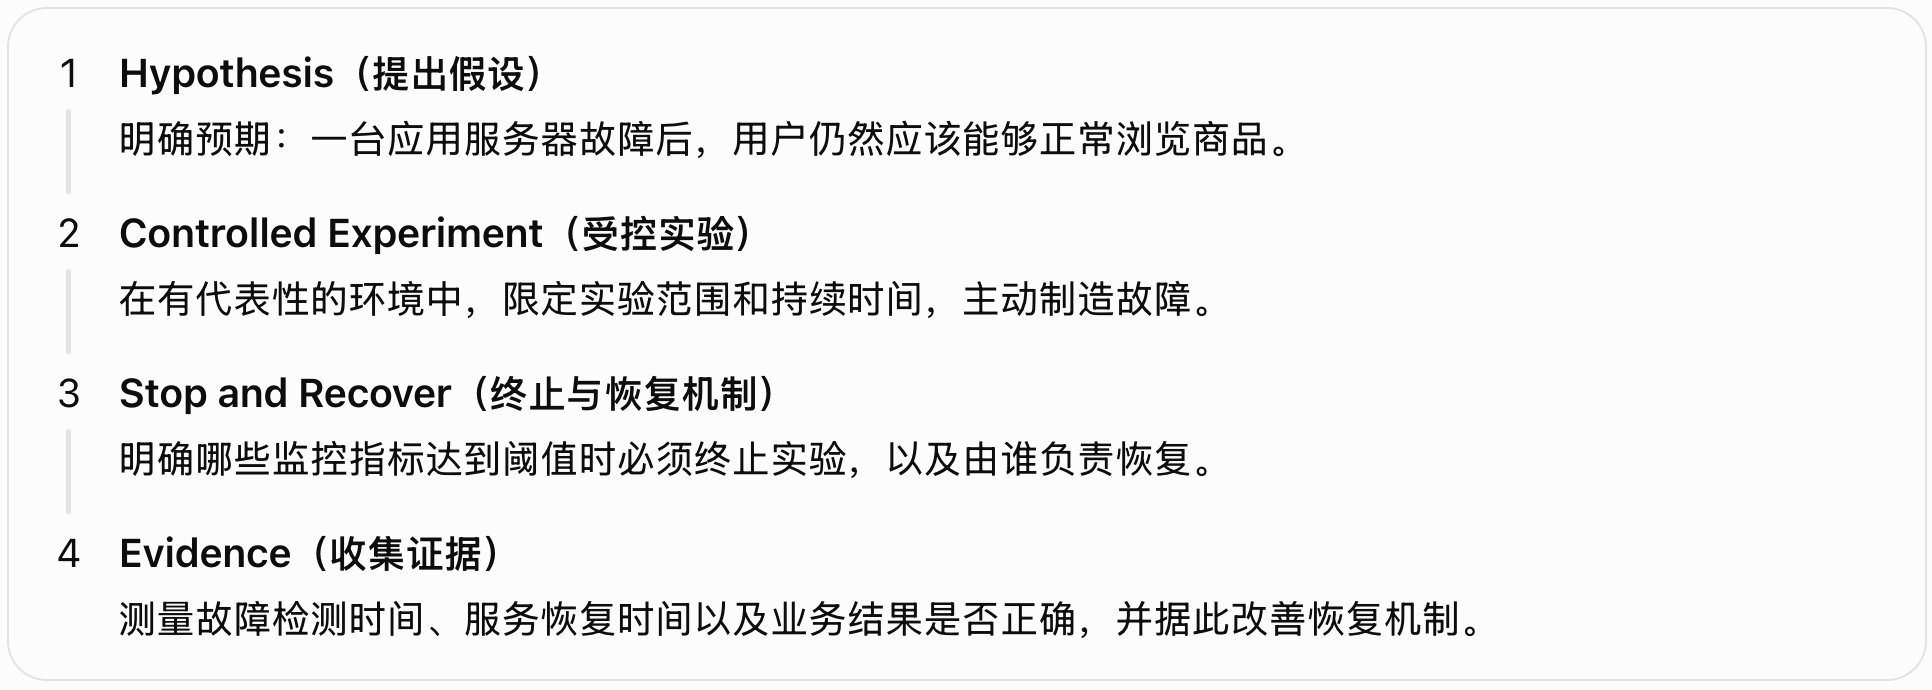 1 Hypothesis（提出假设）
明确预期：一台应用服务器故障后，用户仍然应该能够正常浏览商品。
2 Controlled Experiment（受控实验）
在有代表性的环境中，限定实验范围和持续时间，主动制造故障。
3 Stop and Recover（终止与恢复机制）
明确哪些监控指标达到阈值时必须终止实验，以及由谁负责恢复。
4 Evidence（收集证据）
测量故障检测时间、服务恢复时间以及业务结果是否正确，并据此改善恢复机制。